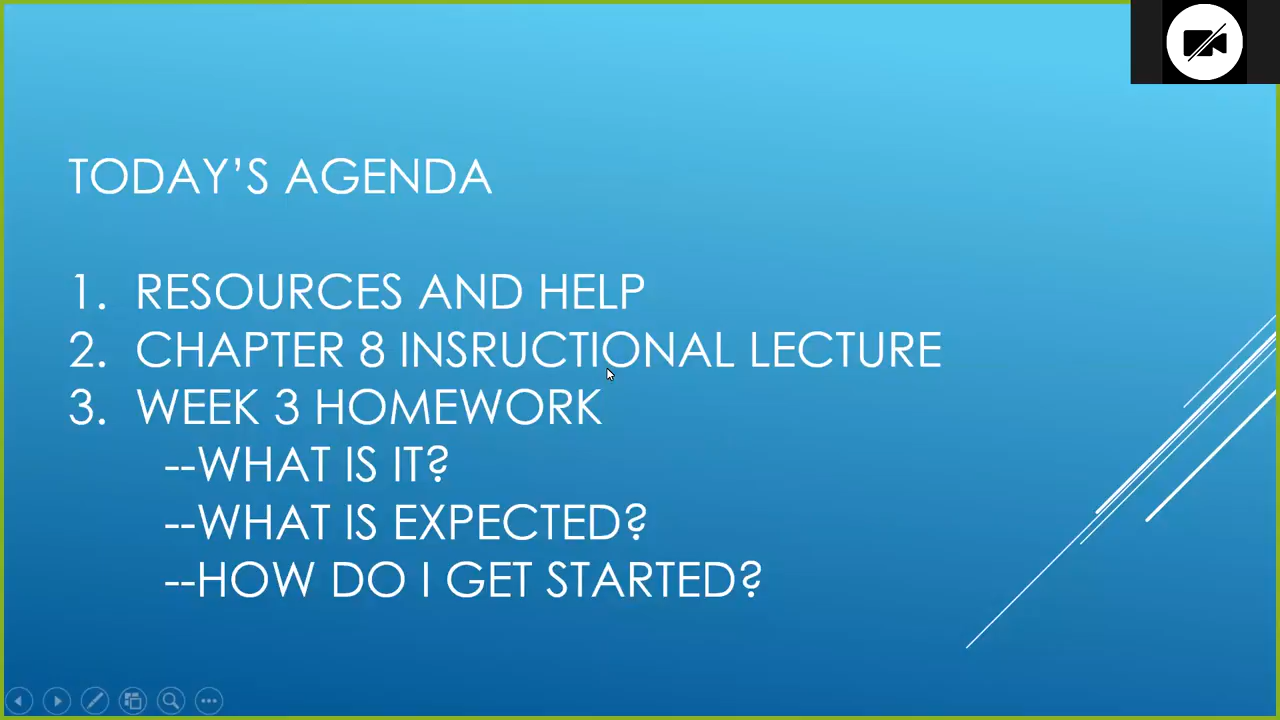 TODAY’S AGENDA
1. RESOURCES AND HELP
2. CHAPTER 8 INSRUCTIONAL LECTURE
3. WEEK 3 HOMEWORK
--WHAT IS IT?
--WHAT IS EXPECTED?
--HOW DO I GET STARTED?